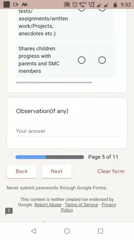 9:32
tests/
assignments/written
work/Projects,
anecdotes etc.)
Shares children
progress with
parents and SMC
members
Observation(If any)
Your answer
Page 5 of 11
Back
Next
Clear form
Never submit passwords through Google Forms.
This content is neither created nor endorsed by
Google. Report Abuse - Terms of Service - Privacy
Policy